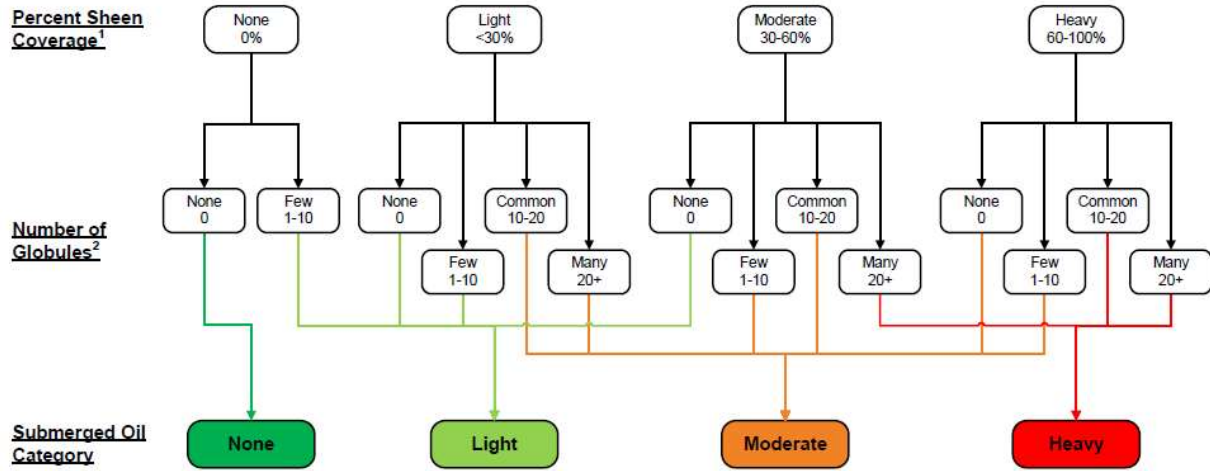 Percent Sheen
Coverage1
None
0%
Light
<30%
Moderate
30-60%
Heavy
60-100%
Number of
Globules2
None
0
Few
1-10
None
0
Few
1-10
Common
10-20
Many
20+
None
0
Few
1-10
Common
10-20
Many
20+
None
0
Few
1-10
Common
10-20
Many
20+
Submerged Oil
Category
None
Light
Moderate
Heavy